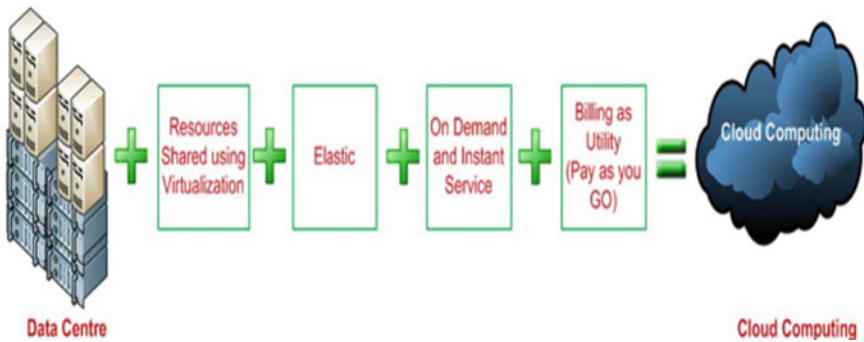 Resources
Shared using
Virtualization
Elastic
On Demand
and Instant
Service
Billing as
Utility
(Pay as you
GO)
Cloud Computing
Data Centre
Cloud Computing